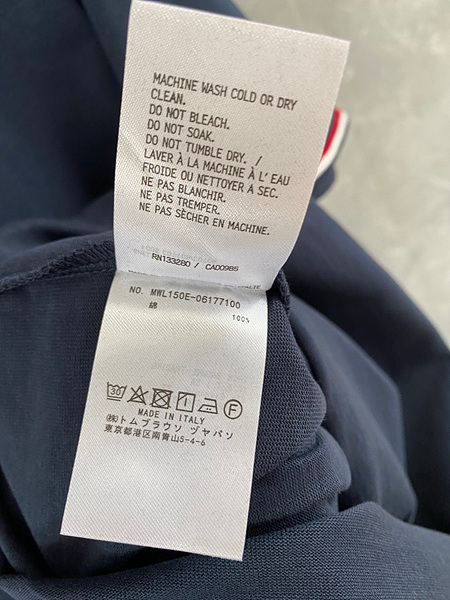 MACHINE WASH COLD OR DRY
CLEAN.
DO NOT BLEACH.
DO NOT SOAK.
DO NOT TUMBLE DRY. /
LAVER À LA MACHINE À L'EAU
FROIDE OU NETTOYER À SEC.
NE PAS BLANCHIR.
NE PAS TREMPER.
NE PAS SÉCHER EN MACHINE.
RN133280 / CA00985
NO. MWL150E-06177100
綿 100%
30
F
MADE IN ITALY
(株)トムブラウン ヅャパン
東京都港区南青山5-4-6